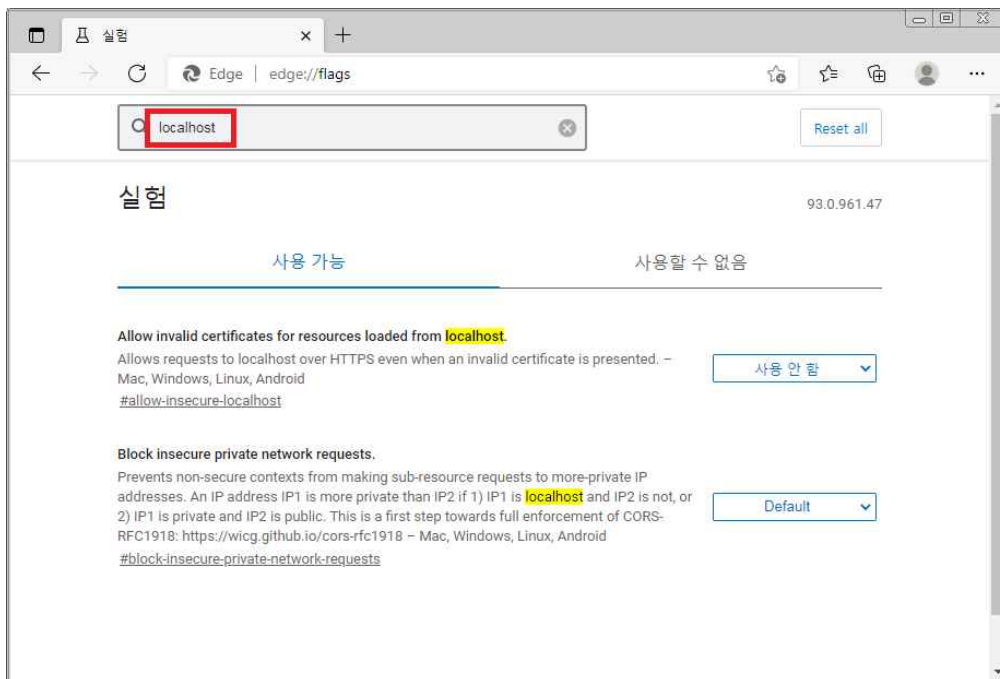 실험
Edge | edge://flags
localhost
Reset all
실험
93.0.961.47
사용 가능
사용할 수 없음
Allow invalid certificates for resources loaded from localhost.
Allows requests to localhost over HTTPS even when an invalid certificate is presented. –
Mac, Windows, Linux, Android
#allow-insecure-localhost
사용 안 함
Block insecure private network requests.
Prevents non-secure contexts from making sub-resource requests to more-private IP
addresses. An IP address IP1 is more private than IP2 if 1) IP1 is localhost and IP2 is not, or
2) IP1 is private and IP2 is public. This is a first step towards full enforcement of CORS-
RFC1918: https://wicg.github.io/cors-rfc1918 – Mac, Windows, Linux, Android
#block-insecure-private-network-requests
Default